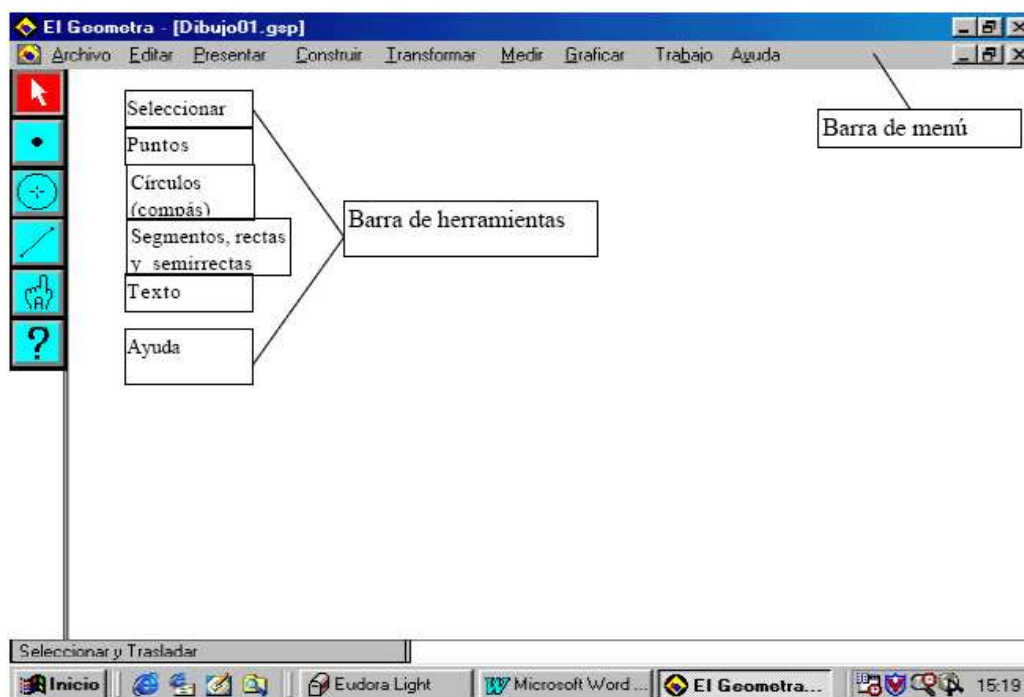 El Geometra - [Dibujo01.gsp]
Archivo Editar Presentar Construir Transformar Medir Graficar Trabajo Ayuda
Barra de menú
Seleccionar
Puntos
Círculos
(compás)
Segmentos, rectas
y semirrectas
Texto
Ayuda
Barra de herramientas
A
?
Seleccionar y Trasladar
Inicio Eudora Light Microsoft Word ... El Geometra... 15:19